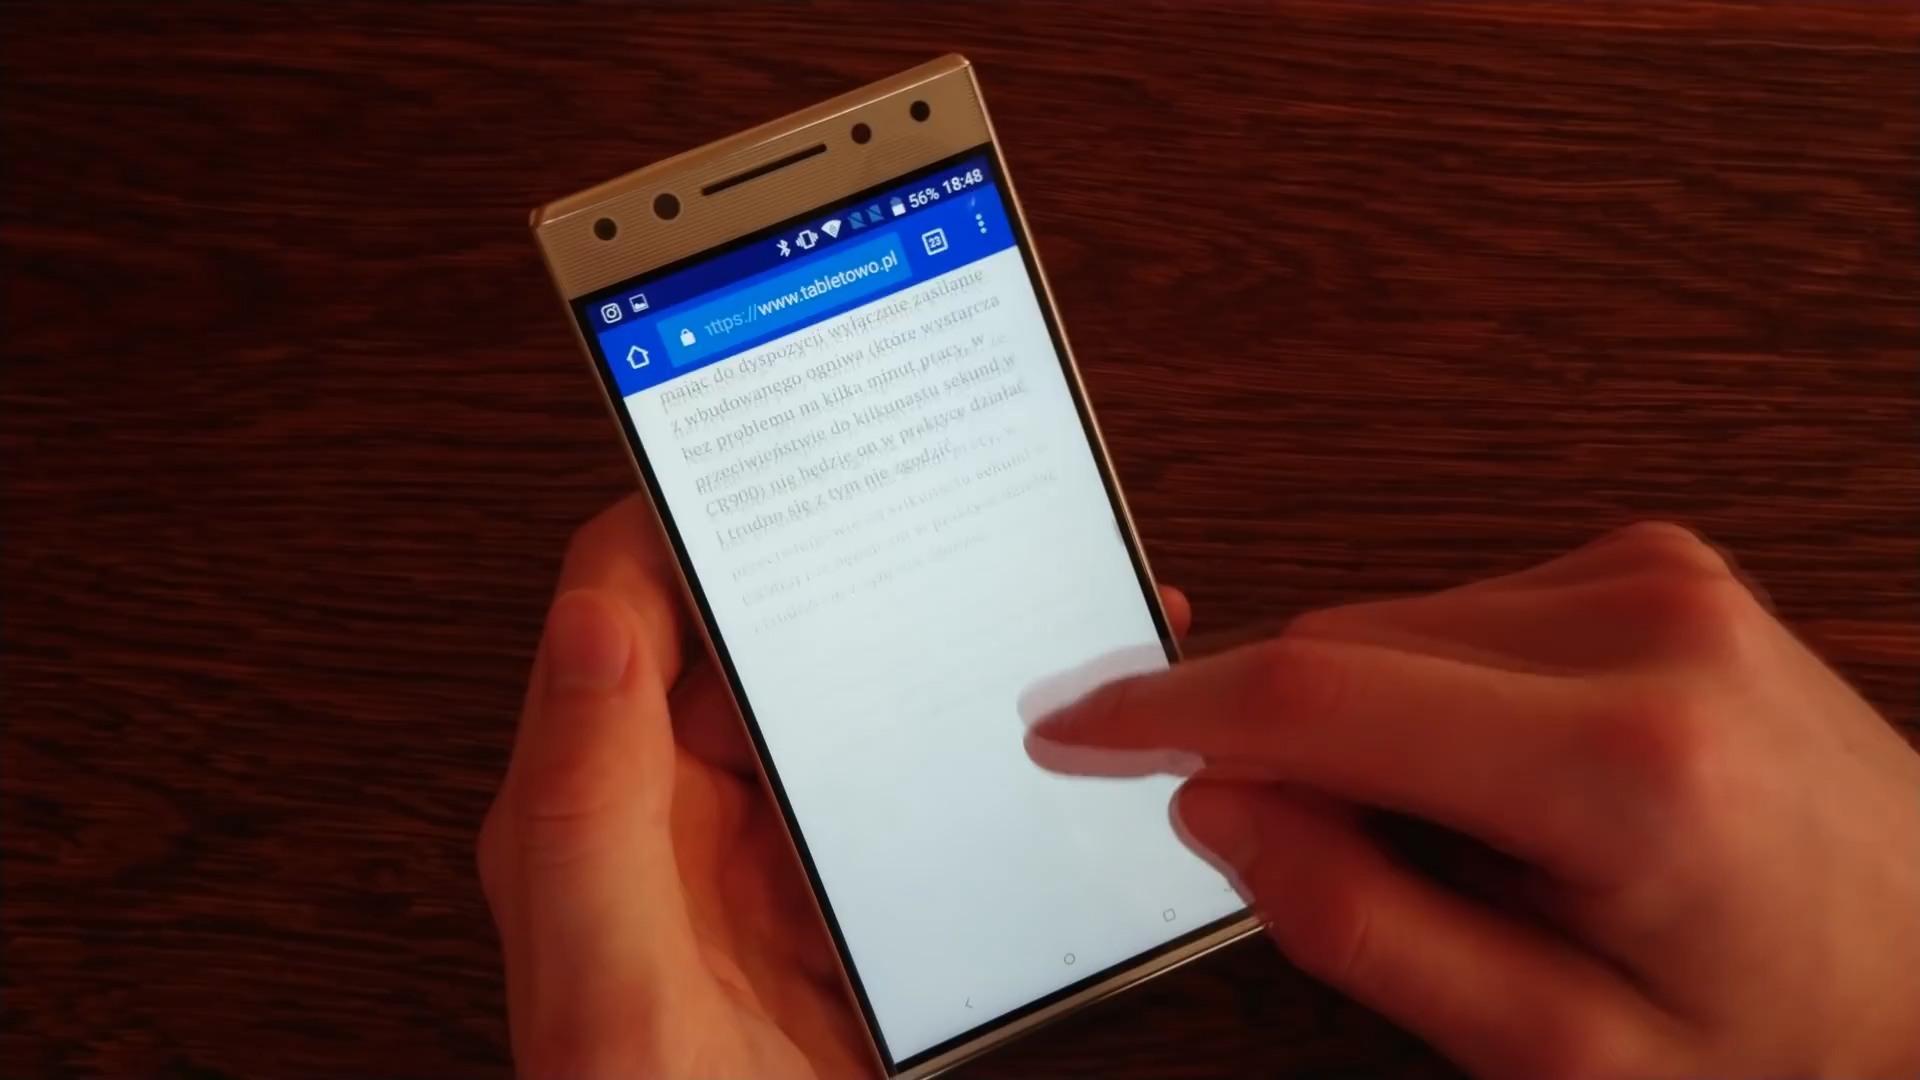 56% 18:48
https://www.tabletowo.pl
23
mając do dyspozycji wyłącznie zasilanie
z wbudowanego ogniwa (które wystarcza
bez problemu na kilka minut pracy, w
przeciwieństwie do kilkunastu sekund w
CR900) nie będzie on w praktyce działać
i trudno się z tym nie zgodzić.